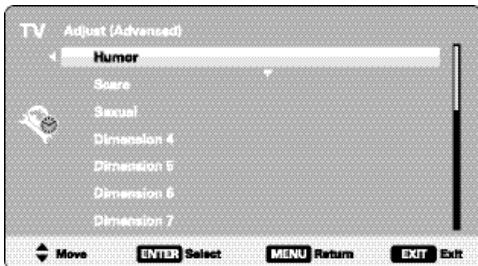 TV Adjust (Advanced)
Humor
Scare
Sexual
Dimension 4
Dimension 5
Dimension 6
Dimension 7
Move ENTER Select MENU Return EXIT Exit